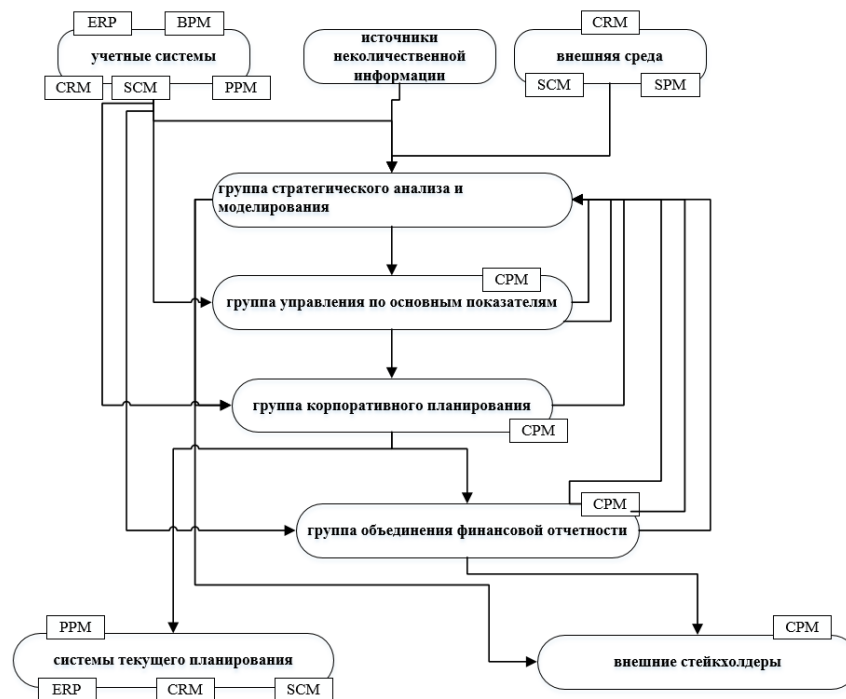 ERP
BPM
учетные системы
CRM
SCM
PPM
источники
неколичественной
информации
CRM
внешняя среда
SCM
SPM
группа стратегического анализа и
моделирования
CPM
группа управления по основным показателям
группа корпоративного планирования
CPM
CPM
группа объединения финансовой отчетности
PPM
системы текущего планирования
ERP
CRM
SCM
CPM
внешние стейкхолдеры